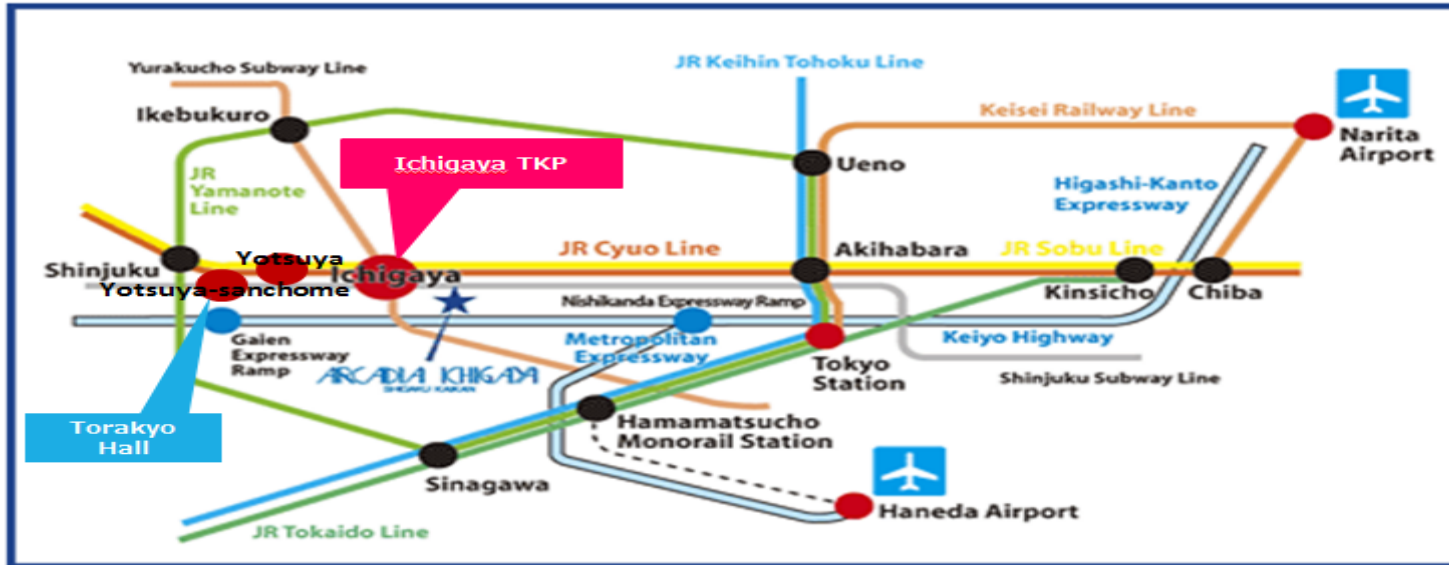 Yurakucho Subway Line
JR Keihin Tohoku Line
Ikebukuro
Keisei Railway Line
Narita
Airport
Ichigaya TKP
Ueno
JR
Yamanote
Line
Higashi-Kanto
Expressway
JR Cyuo Line
Akihabara
JR Sobu Line
Shinjuku
Yotsuya
Ichigaya
Yotsuya-sanchome
Nishikanda Expressway Ramp
Kinsicho
Chiba
Gaien
Expressway
Ramp
Metropolitan
Expressway
Keiyo Highway
ARCADIA ICHIGAYA
SHIGAKU KAIKAN
Tokyo
Station
Shinjuku Subway Line
Torakyo
Hall
Hamamatsucho
Monorail Station
Sinagawa
Haneda Airport
JR Tokaido Line